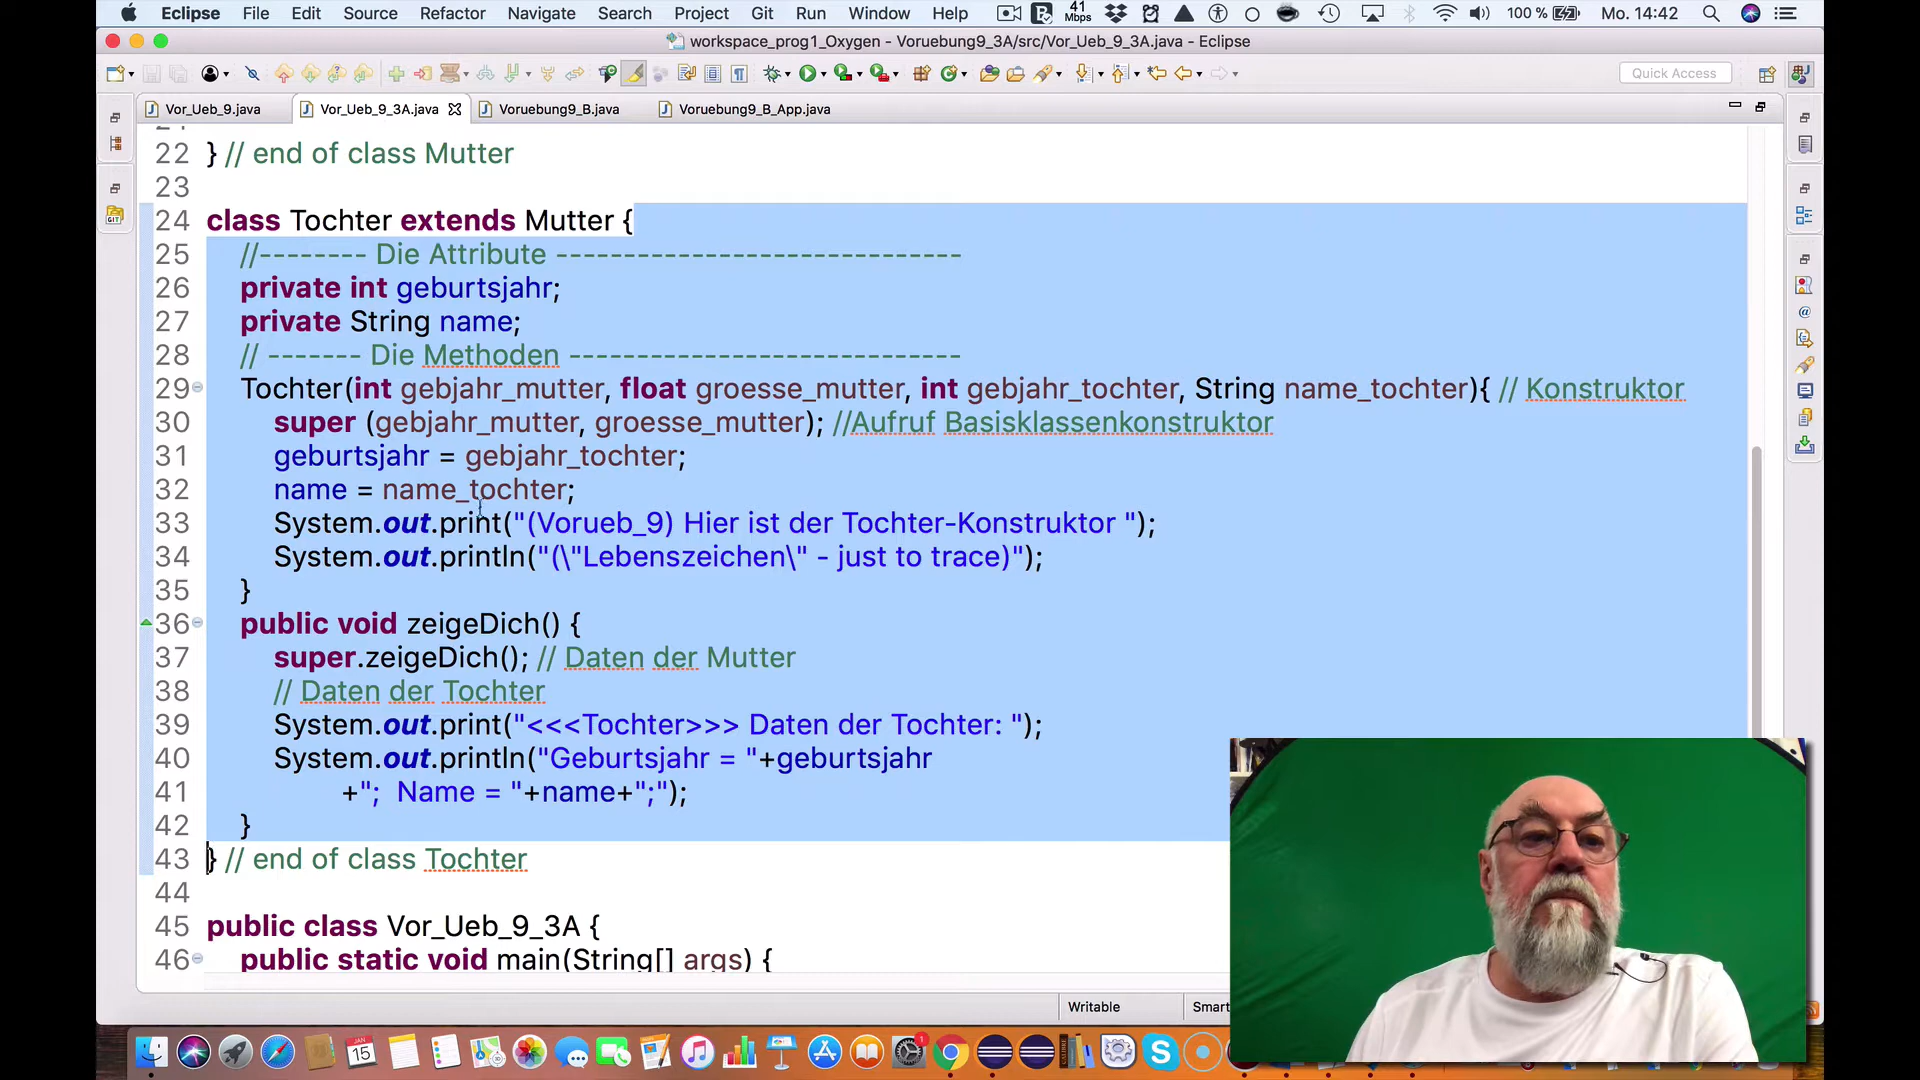 Eclipse File Edit Source Refactor Navigate Search Project Git Run Window Help 41 Mbps 100 % Mo. 14:42
workspace_prog1_Oxygen - Voruebung9_3A/src/Vor_Ueb_9_3A.java - Eclipse
Quick Access
Vor_Ueb_9.java Vor_Ueb_9_3A.java Voruebung9_B.java Voruebung9_B_App.java
22 } // end of class Mutter
23
24 class Tochter extends Mutter {
25 //-------- Die Attribute ------------------------------
26 private int geburtsjahr;
27 private String name;
28 // ------- Die Methoden -----------------------------
29 Tochter(int gebjahr_mutter, float groesse_mutter, int gebjahr_tochter, String name_tochter){ // Konstruktor
30 super (gebjahr_mutter, groesse_mutter); //Aufruf Basisklassenkonstruktor
31 geburtsjahr = gebjahr_tochter;
32 name = name_tochter;
33 System.out.print("(Vorueb_9) Hier ist der Tochter-Konstruktor ");
34 System.out.println("(\"Lebenszeichen\" - just to trace)");
35 }
36 public void zeigeDich() {
37 super.zeigeDich(); // Daten der Mutter
38 // Daten der Tochter
39 System.out.print("<<<Tochter>>> Daten der Tochter: ");
40 System.out.println("Geburtsjahr = "+geburtsjahr
41 +";  Name = "+name+";");
42 }
43 } // end of class Tochter
44
45 public class Vor_Ueb_9_3A {
46 public static void main(String[] args) {
Writable Smart
JAN
15